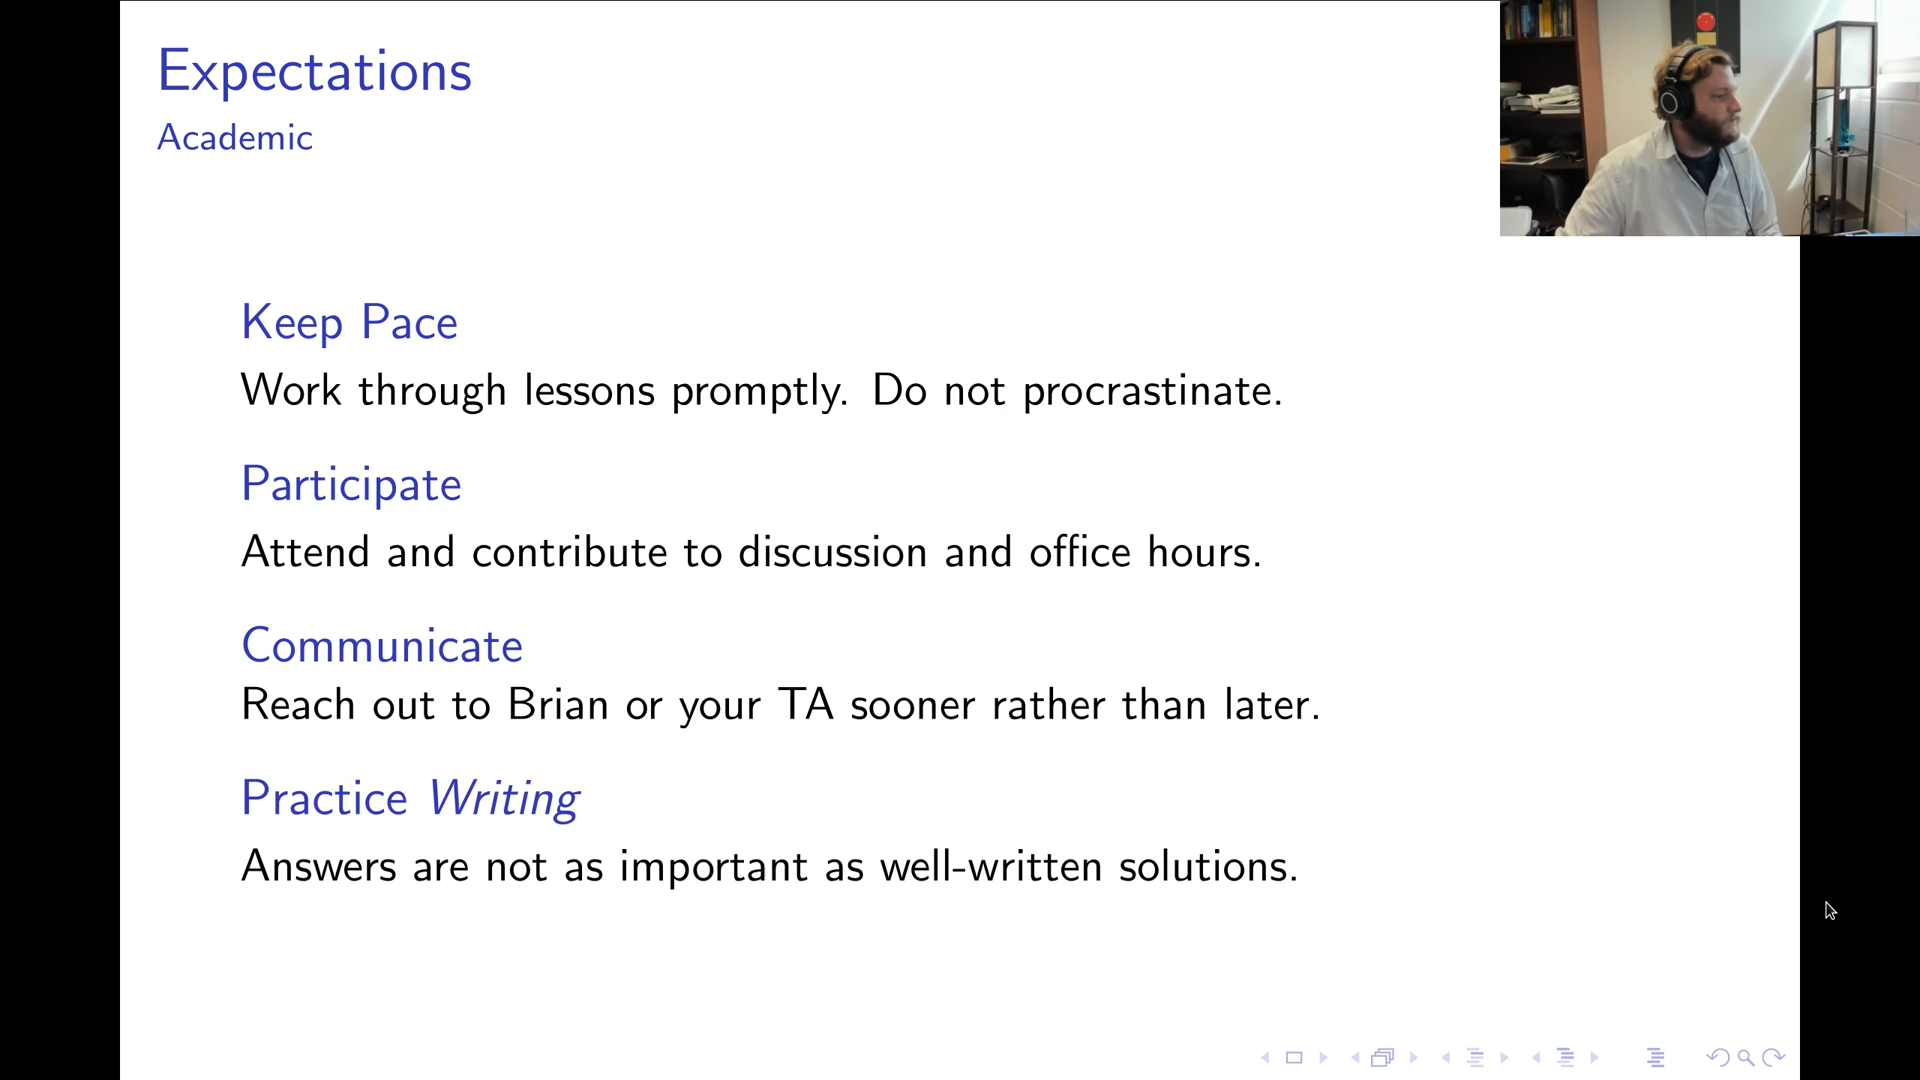 Expectations
Academic
Keep Pace
Work through lessons promptly. Do not procrastinate.
Participate
Attend and contribute to discussion and office hours.
Communicate
Reach out to Brian or your TA sooner rather than later.
Practice Writing
Answers are not as important as well-written solutions.